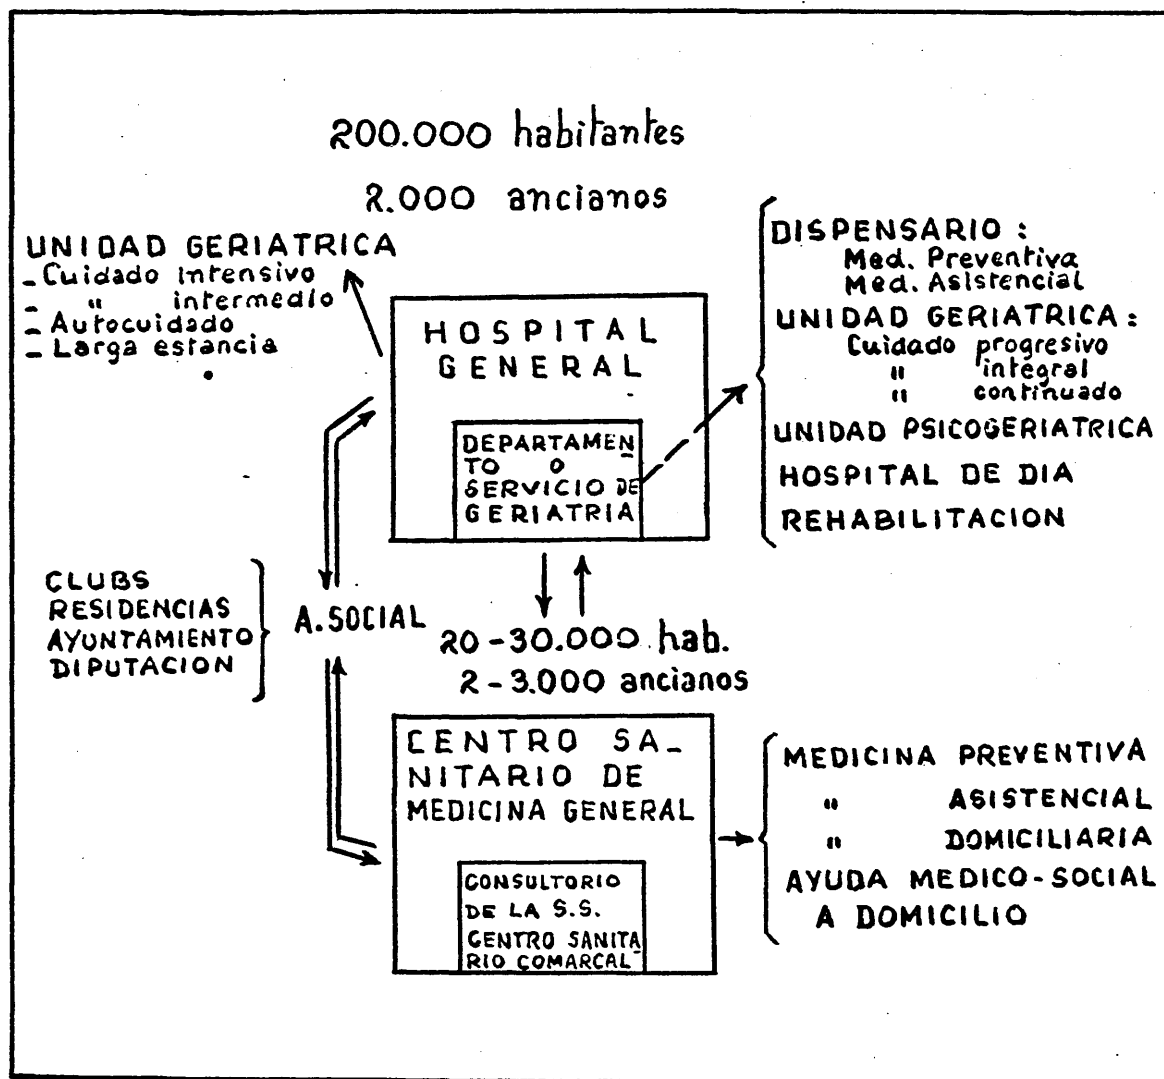 200.000 habitantes
2.000 ancianos
UNIDAD GERIATRICA
- Cuidado intensivo
- " intermedio
- Autocuidado
- Larga estancia
HOSPITAL
GENERAL
DEPARTAMEN
TO O
SERVICIO DE
GERIATRIA
DISPENSARIO :
Med. Preventiva
Med. Asistencial
UNIDAD GERIATRICA :
Cuidado progresivo
" integral
" continuado
UNIDAD PSICOGERIATRICA
HOSPITAL DE DIA
REHABILITACION
CLUBS
RESIDENCIAS
AYUNTAMIENTO
DIPUTACION
A. SOCIAL
20-30.000 hab.
2-3.000 ancianos
CENTRO SA_
NITARIO DE
MEDICINA GENERAL
CONSULTORIO
DE LA S.S.
CENTRO SANITA
RIO COMARCAL
MEDICINA PREVENTIVA
" ASISTENCIAL
" DOMICILIARIA
AYUDA MEDICO-SOCIAL
A DOMICILIO